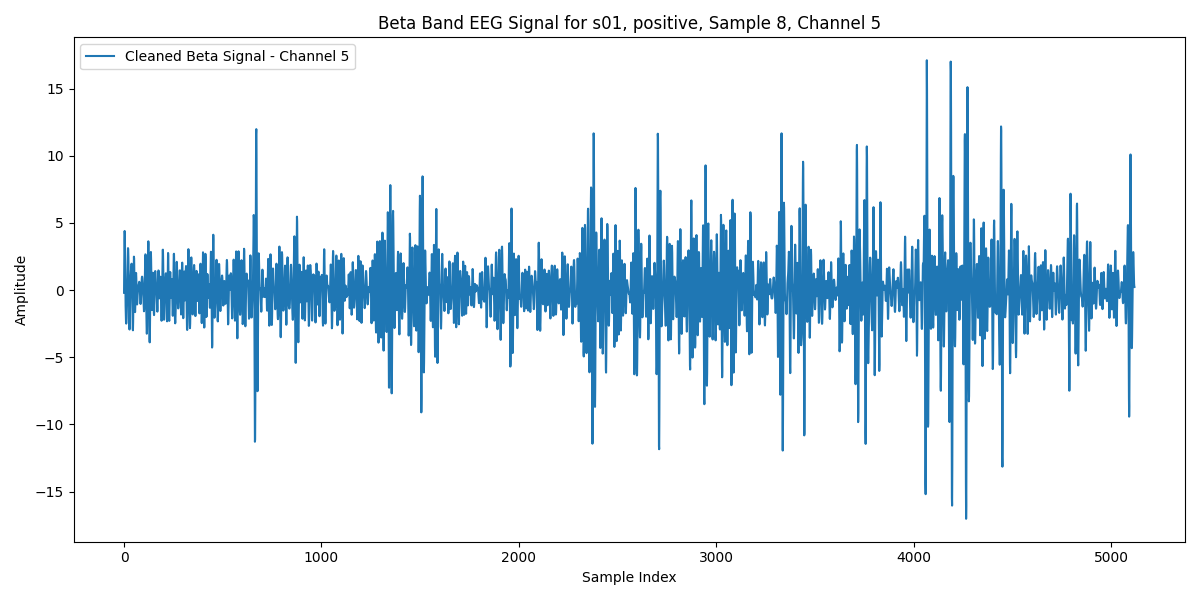 Beta Band EEG Signal for s01, positive, Sample 8, Channel 5
Cleaned Beta Signal - Channel 5
Amplitude
15
10
5
0
−5
−10
−15
0 1000 2000 3000 4000 5000
Sample Index